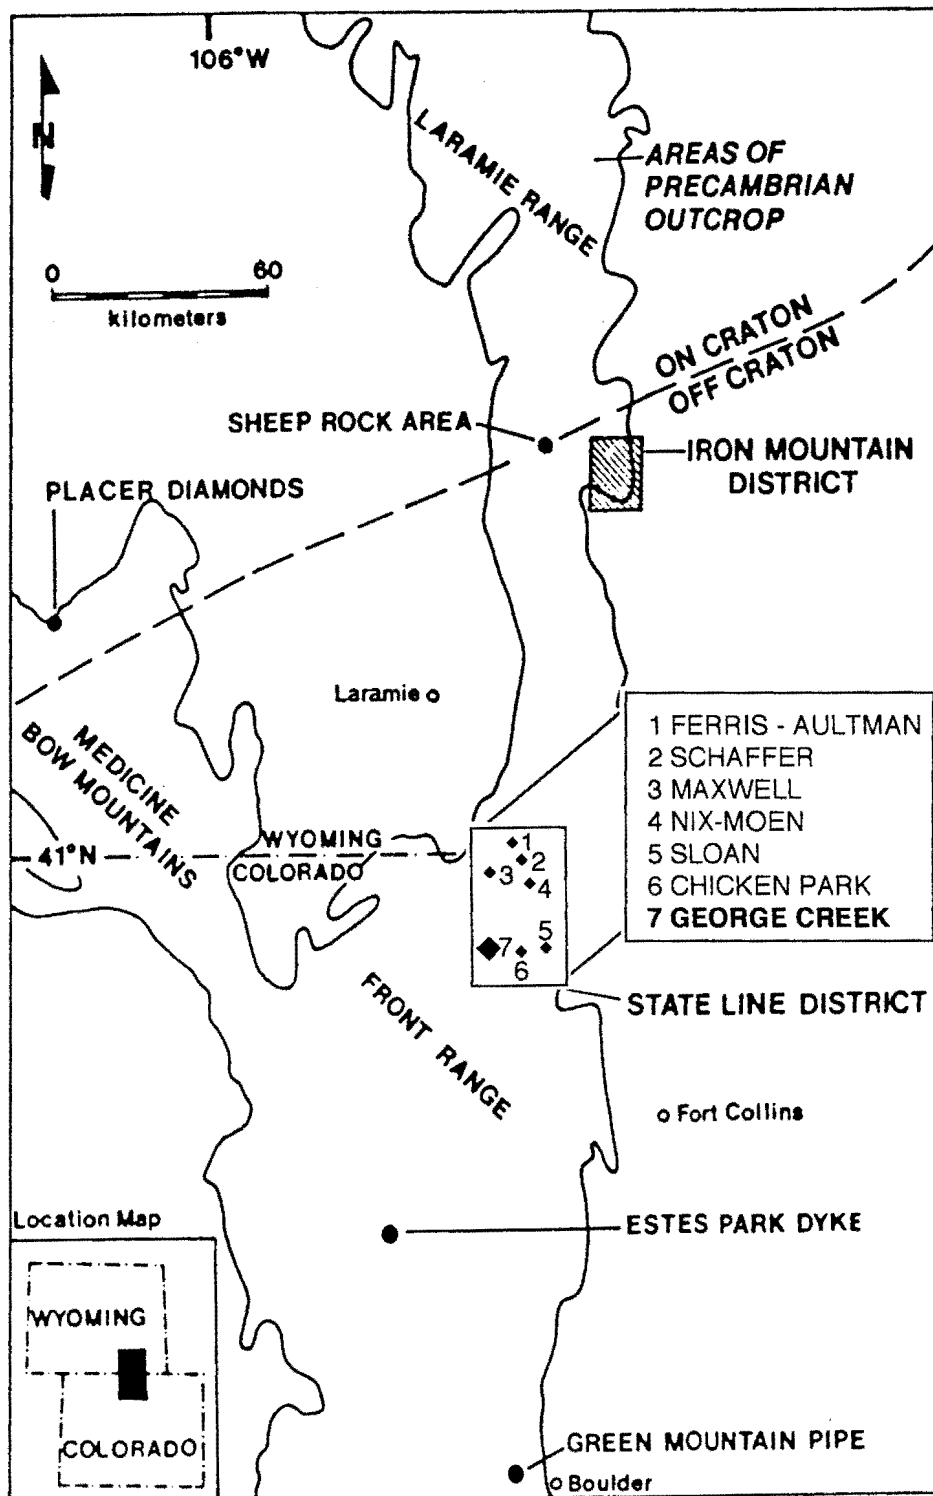 106°W
N
LARAMIE RANGE
AREAS OF
PRECAMBRIAN
OUTCROP
0 60
kilometers
ON CRATON
OFF CRATON
SHEEP ROCK AREA
IRON MOUNTAIN
DISTRICT
PLACER DIAMONDS
Laramie
MEDICINE
BOW MOUNTAINS
1 FERRIS - AULTMAN
2 SCHAFFER
3 MAXWELL
4 NIX-MOEN
5 SLOAN
6 CHICKEN PARK
7 GEORGE CREEK
WYOMING
41°N
COLORADO
1
2
3
4
5
7
6
STATE LINE DISTRICT
FRONT RANGE
Fort Collins
ESTES PARK DYKE
Location Map
WYOMING
COLORADO
GREEN MOUNTAIN PIPE
Boulder